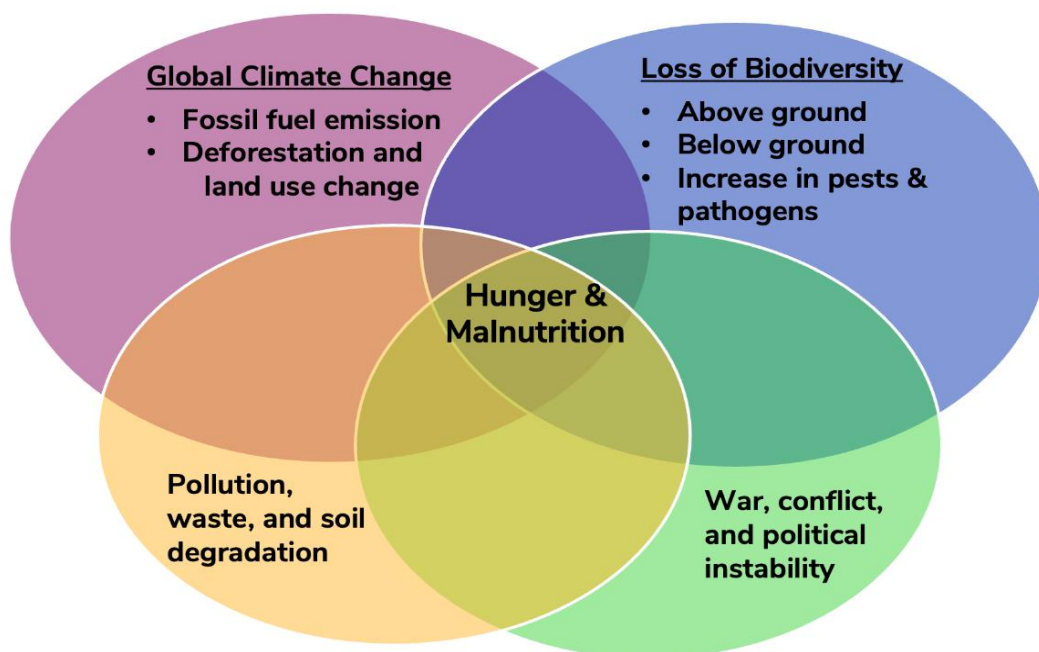 Global Climate Change
• Fossil fuel emission
• Deforestation and
land use change
Loss of Biodiversity
• Above ground
• Below ground
• Increase in pests &
pathogens
Hunger &
Malnutrition
Pollution,
waste, and soil
degradation
War, conflict,
and political
instability